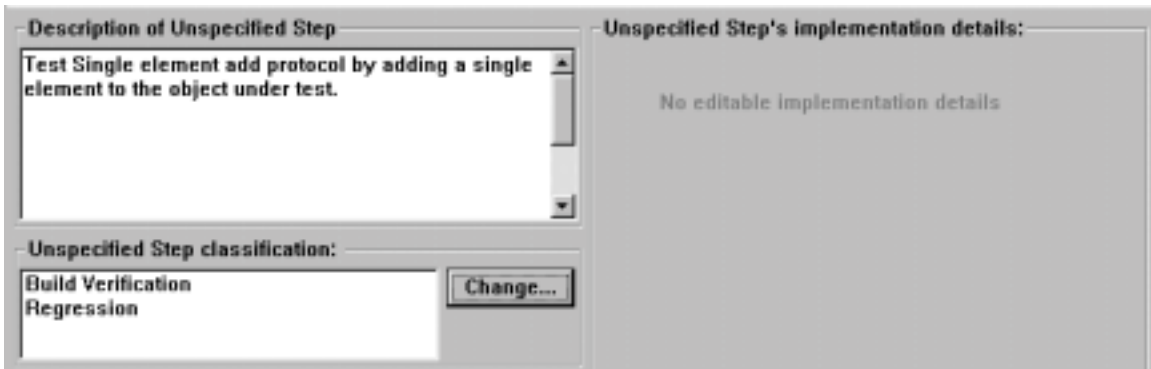 Description of Unspecified Step
Test Single element add protocol by adding a single
element to the object under test.
Unspecified Step classification:
Build Verification
Regression
Change...
Unspecified Step's implementation details:
No editable implementation details